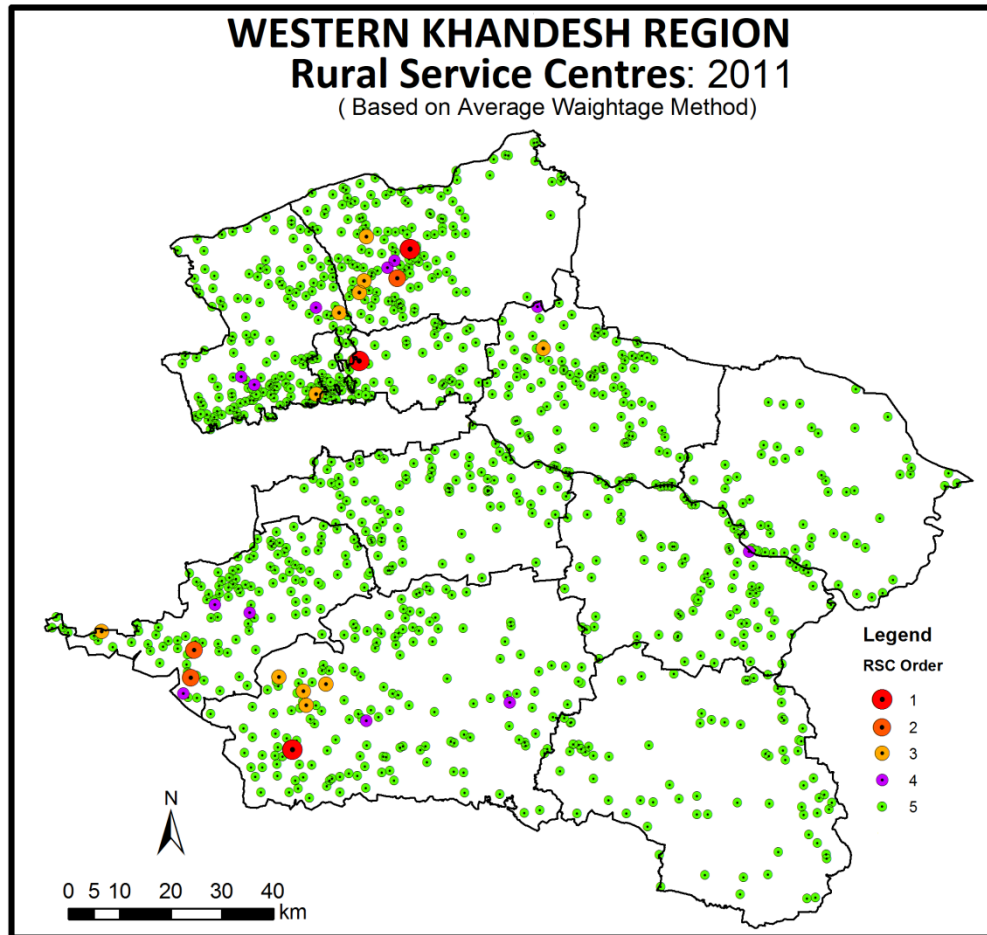 WESTERN KHANDESH REGION
Rural Service Centres: 2011
( Based on Average Waightage Method)
Legend
RSC Order
1
2
3
4
5
N
0 5 10 20 30 40
km